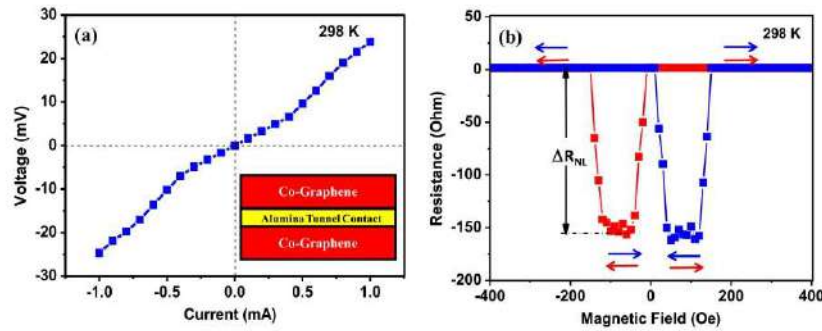 (a)
298 K
Voltage (mV)
30
20
10
0
-10
-20
-30
-1.0
-0.5
0.0
0.5
1.0
Current (mA)
Co-Graphene
Alumina Tunnel Contact
Co-Graphene
(b)
298 K
Resistance (Ohm)
50
0
-50
-100
-150
-200
-400
-200
0
200
400
Magnetic Field (Oe)
ΔR_NL